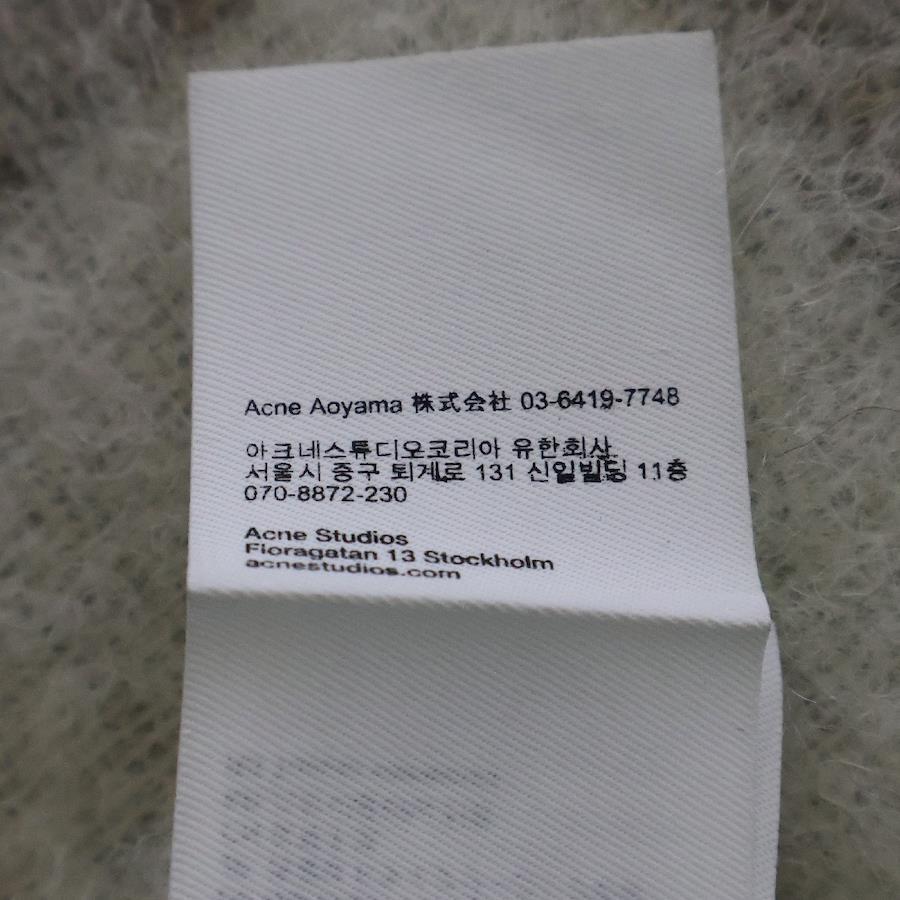 Acne Aoyama 株式会社 03-6419-7748
아크네스튜디오코리아 유한회사
서울시 중구 퇴계로 131 신일빌딩 11층
070-8872-230
Acne Studios
Floragatan 13 Stockholm
acnestudios.com